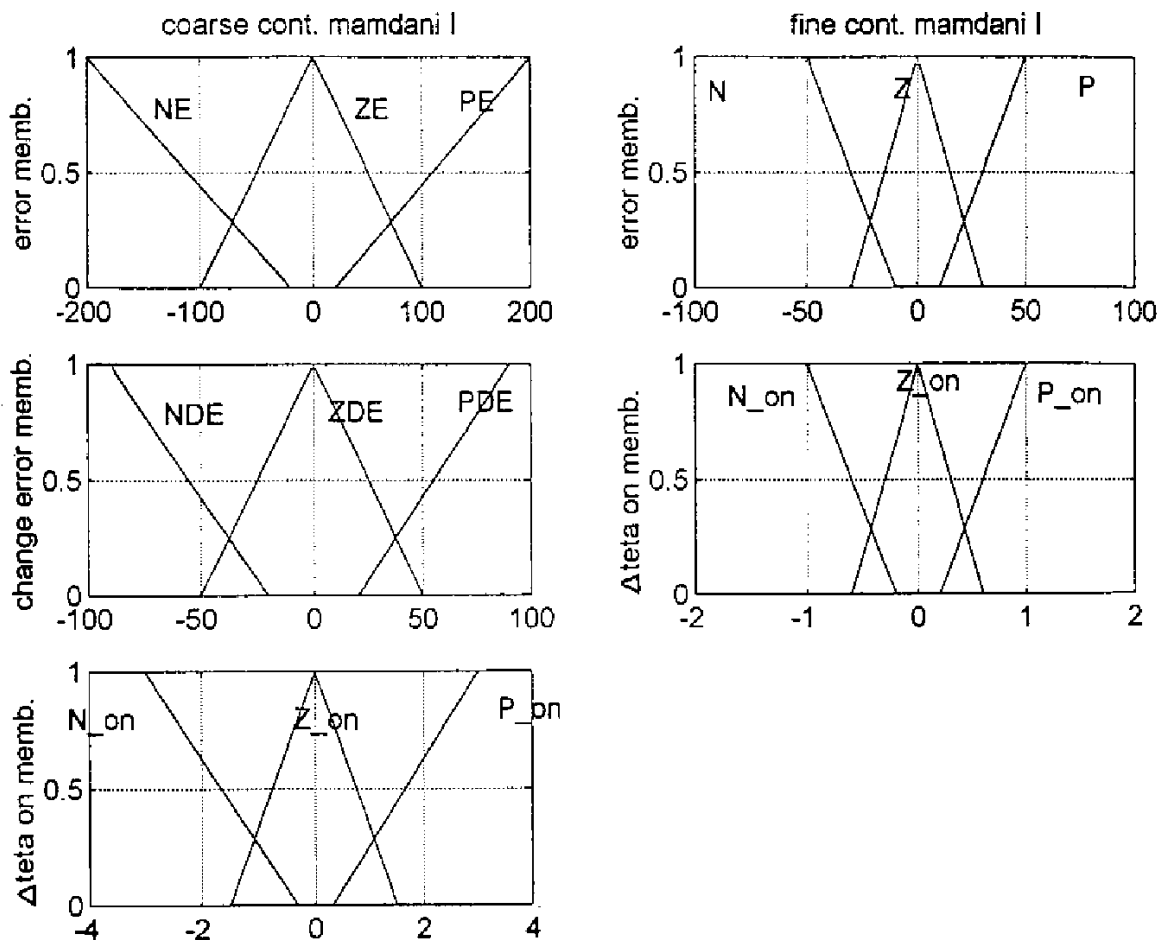 coarse cont. mamdani I
error memb.
1
0.5
0
NE
ZE
PE
-200
-100
0
100
200
fine cont. mamdani I
error memb.
1
0.5
0
N
Z
P
-100
-50
0
50
100
change error memb.
1
0.5
0
NDE
ZDE
PDE
-100
-50
0
50
100
Δteta on memb.
1
0.5
0
N_on
Z_on
P_on
-2
-1
0
1
2
Δteta on memb.
1
0.5
0
N_on
Z_on
P_on
-4
-2
0
2
4